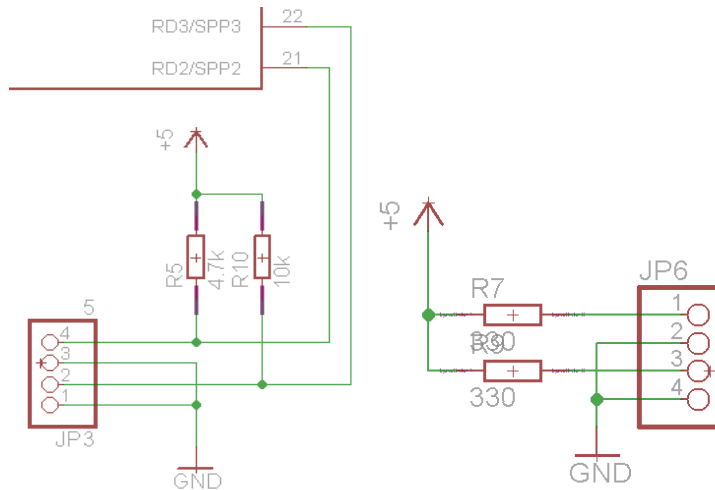 RD3/SPP3 22
RD2/SPP2 21
+5
R5
4.7k
R10
10k
5
4
3
2
1
JP3
GND
+5
R7
330
R9
330
JP6
1
2
3
4
GND